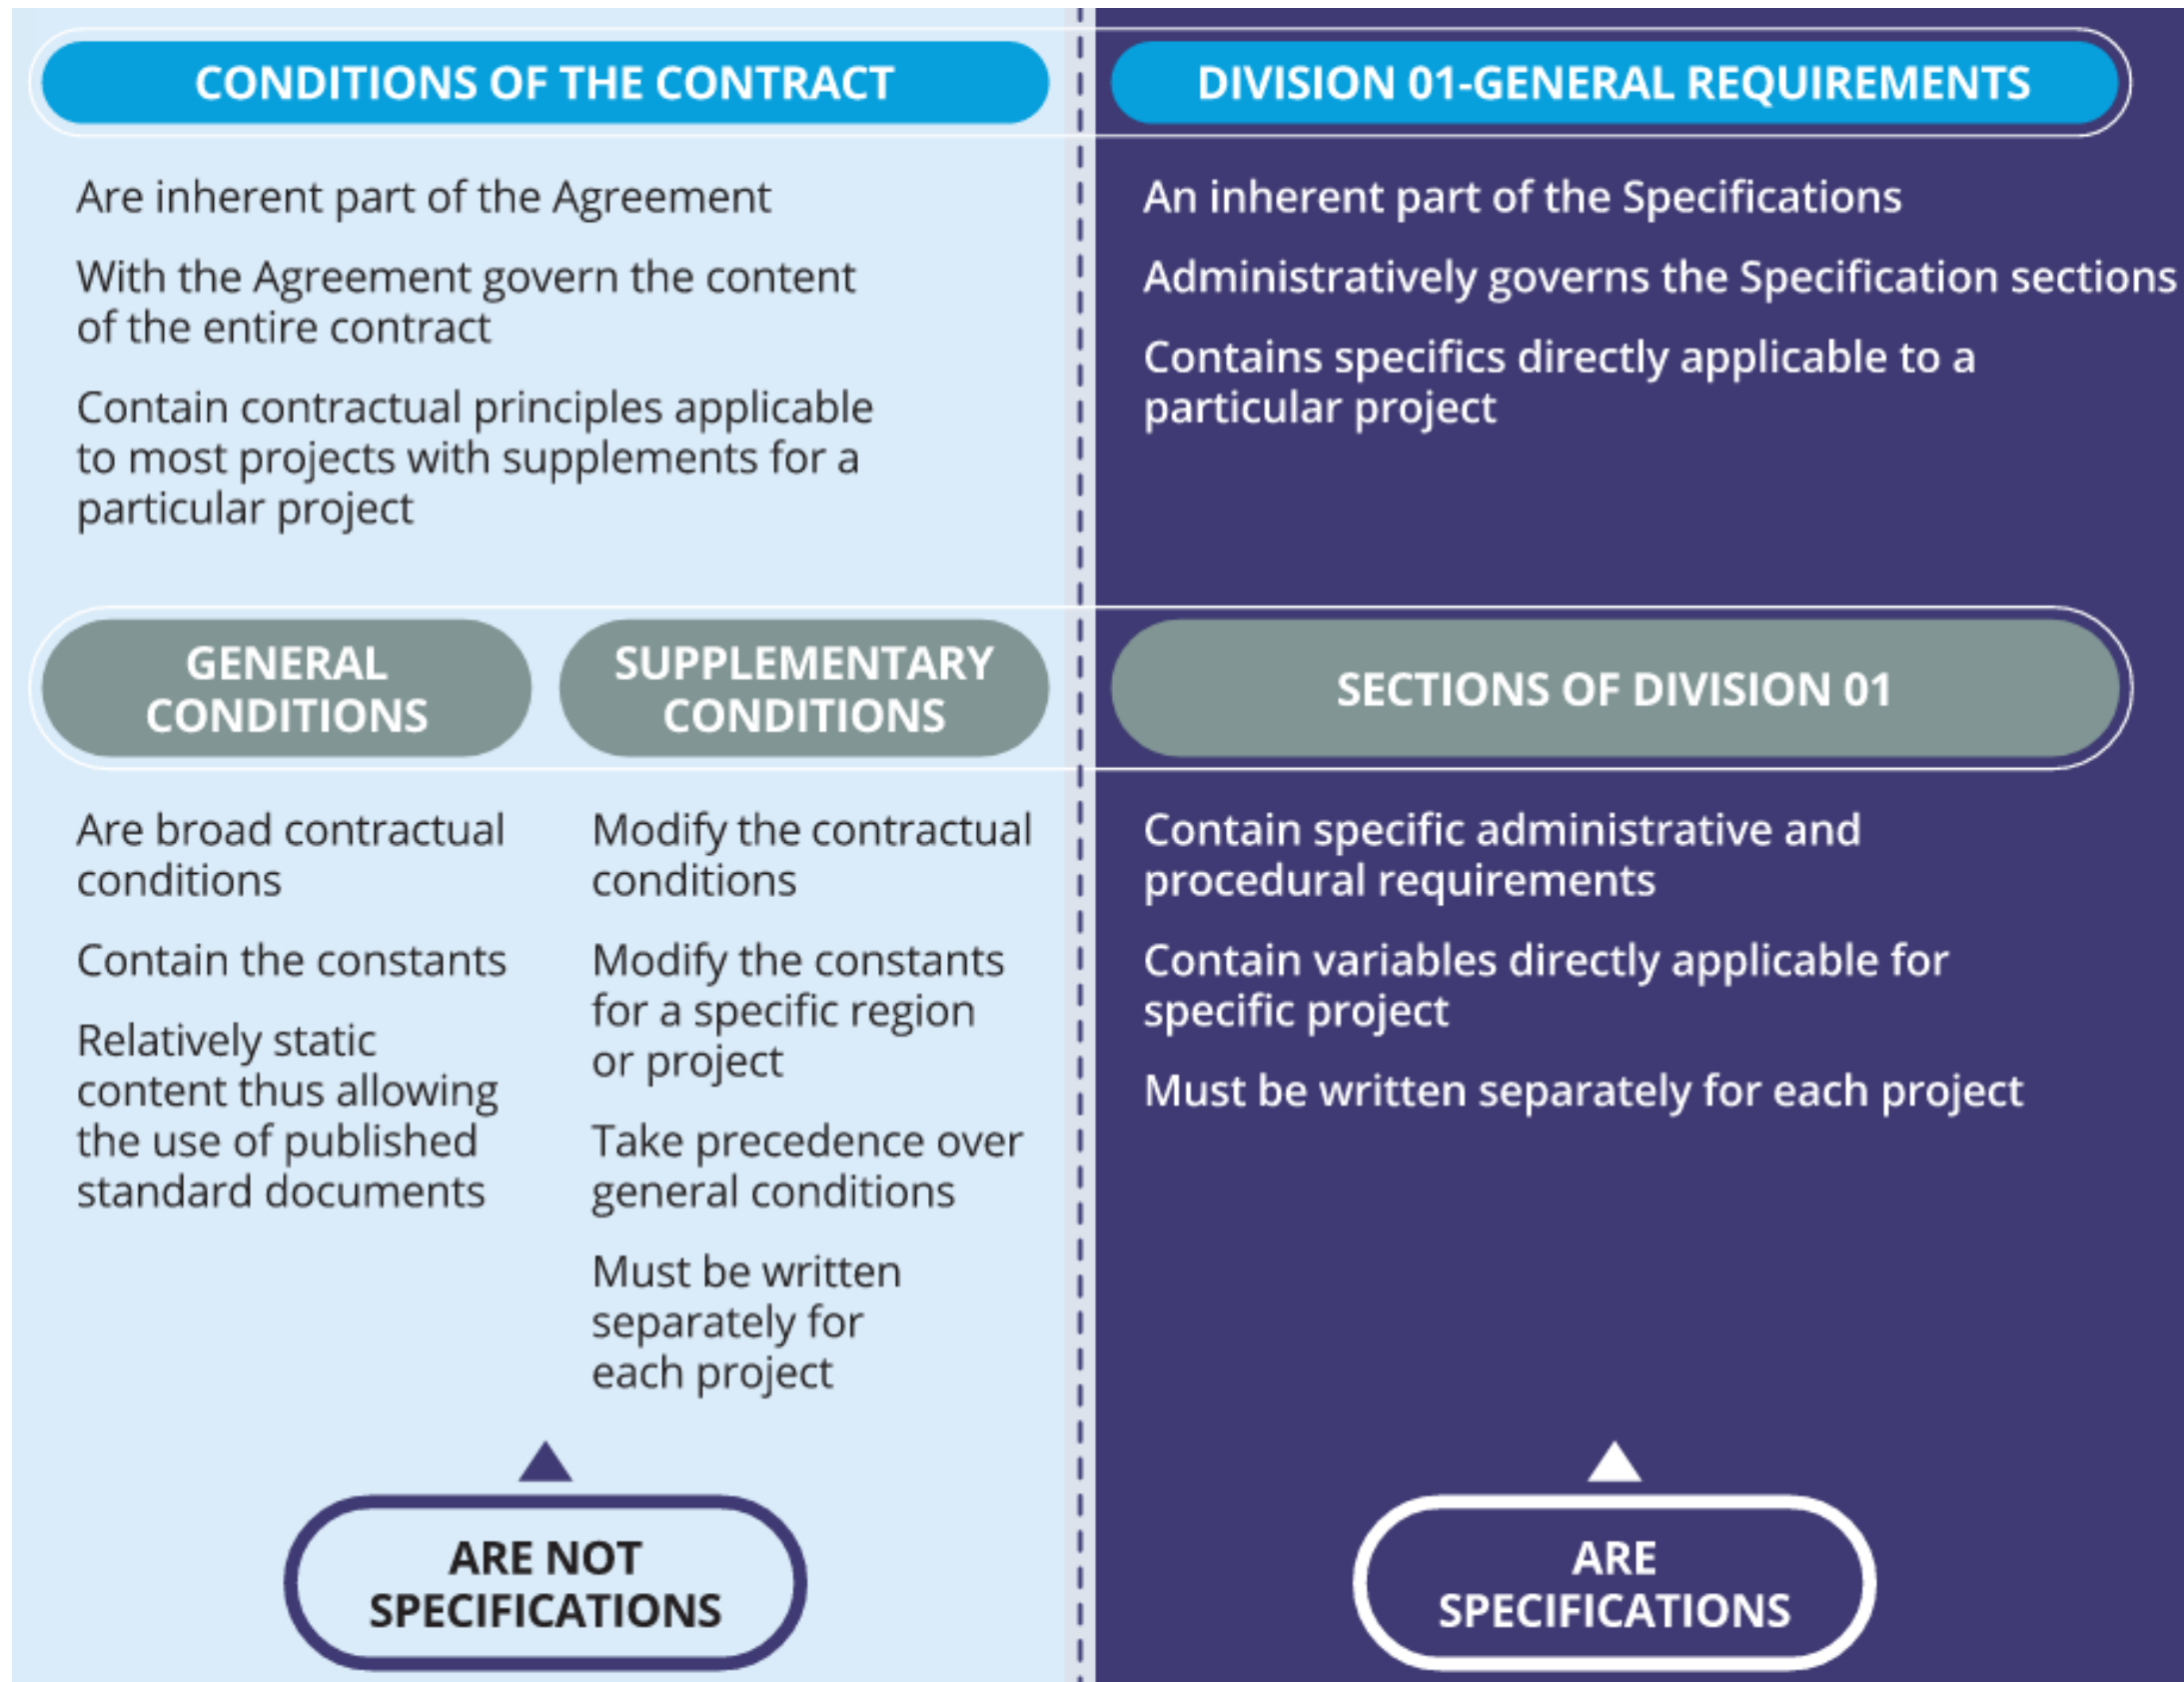 CONDITIONS OF THE CONTRACT
Are inherent part of the Agreement
With the Agreement govern the content
of the entire contract
Contain contractual principles applicable
to most projects with supplements for a
particular project
DIVISION 01-GENERAL REQUIREMENTS
An inherent part of the Specifications
Administratively governs the Specification sections
Contains specifics directly applicable to a
particular project
GENERAL
CONDITIONS
Are broad contractual
conditions
Contain the constants
Relatively static
content thus allowing
the use of published
standard documents
SUPPLEMENTARY
CONDITIONS
Modify the contractual
conditions
Modify the constants
for a specific region
or project
Take precedence over
general conditions
Must be written
separately for
each project
ARE NOT
SPECIFICATIONS
SECTIONS OF DIVISION 01
Contain specific administrative and
procedural requirements
Contain variables directly applicable for
specific project
Must be written separately for each project
ARE
SPECIFICATIONS